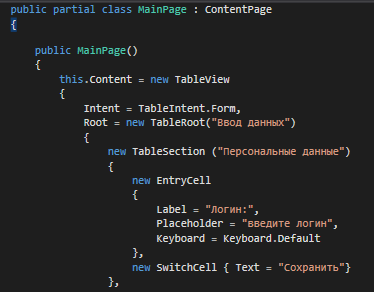 public partial class MainPage : ContentPage
{
public MainPage()
{
this.Content = new TableView
{
Intent = TableIntent.Form,
Root = new TableRoot("Ввод данных")
{
new TableSection ("Персональные данные")
{
new EntryCell
{
Label = "Логин:",
Placeholder = "введите логин",
Keyboard = Keyboard.Default
},
new SwitchCell { Text = "Сохранить"}
},